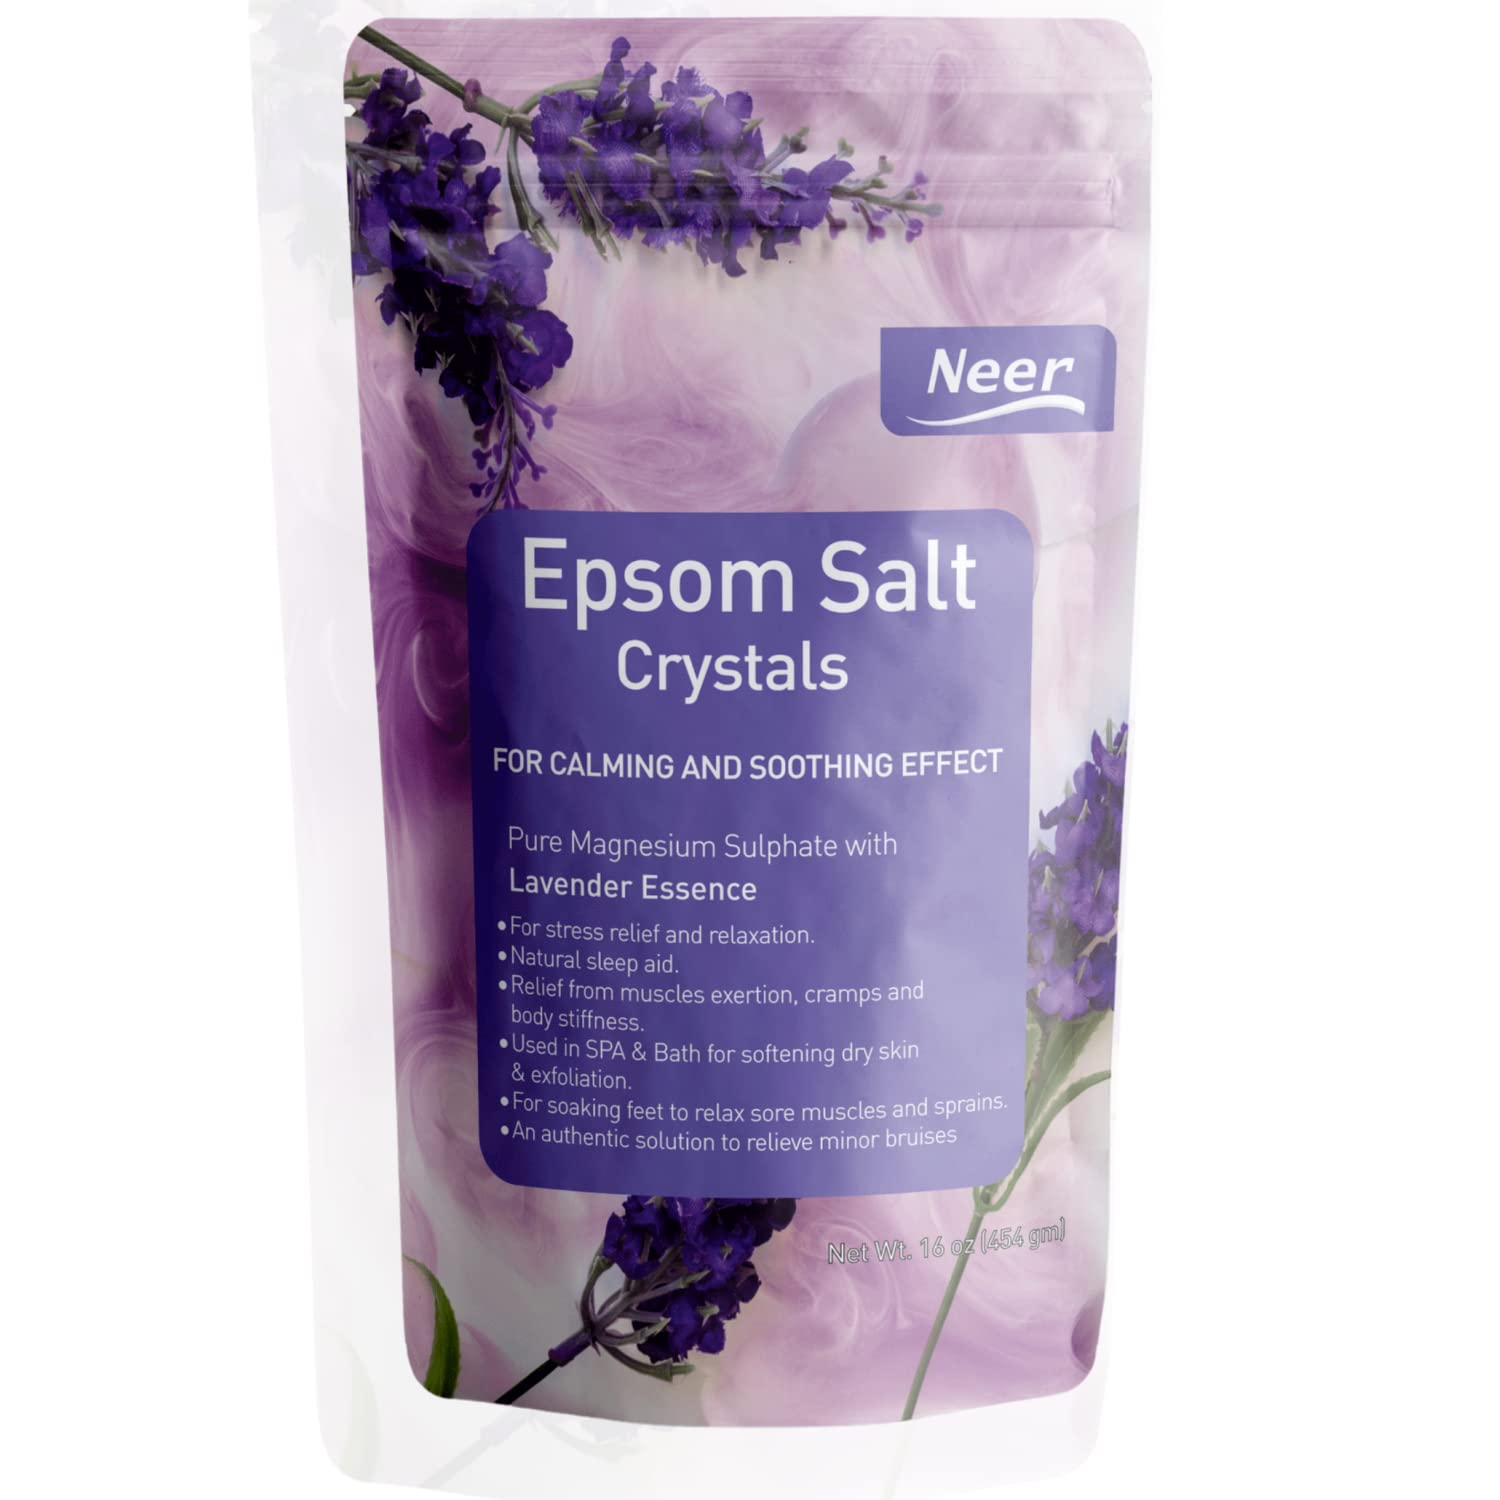 Neer
Epsom Salt
Crystals
FOR CALMING AND SOOTHING EFFECT
Pure Magnesium Sulphate with
Lavender Essence
•For stress relief and relaxation.
•Natural sleep aid.
•Relief from muscles exertion, cramps and
body stiffness.
•Used in SPA & Bath for softening dry skin
& exfoliation.
•For soaking feet to relax sore muscles and sprains.
•An authentic solution to relieve minor bruises
Net Wt. 16 oz (454 gm)